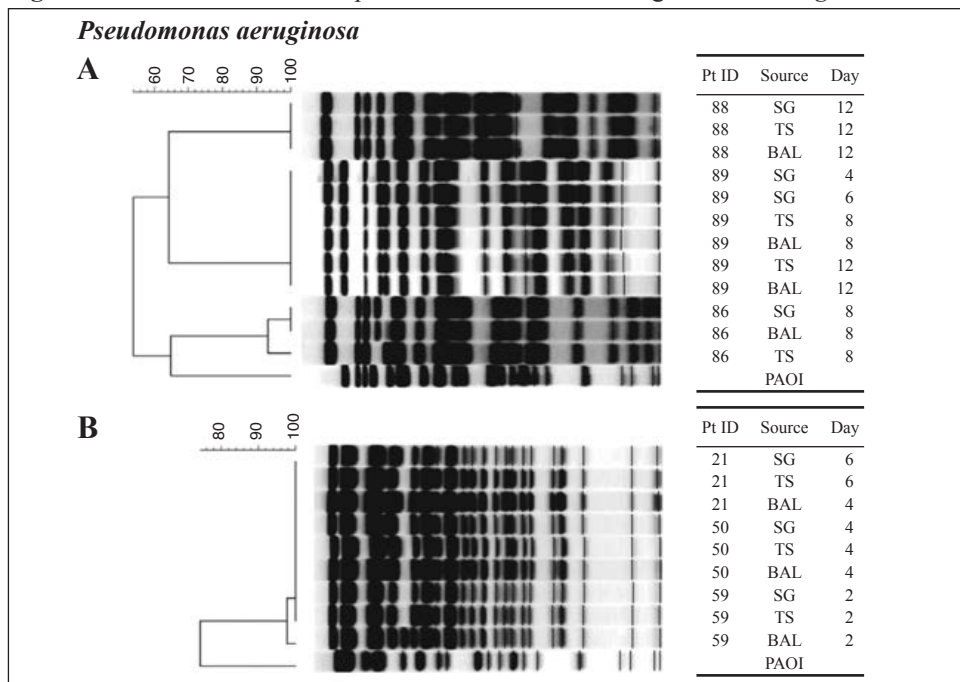 Pseudomonas aeruginosa
A
60 70 80 90 100
Pt ID Source Day
88 SG 12
88 TS 12
88 BAL 12
89 SG 4
89 SG 6
89 TS 8
89 BAL 8
89 TS 12
89 BAL 12
86 SG 8
86 BAL 8
86 TS 8
PAOI
B
80 90 100
Pt ID Source Day
21 SG 6
21 TS 6
21 BAL 4
50 SG 4
50 TS 4
50 BAL 4
59 SG 2
59 TS 2
59 BAL 2
PAOI